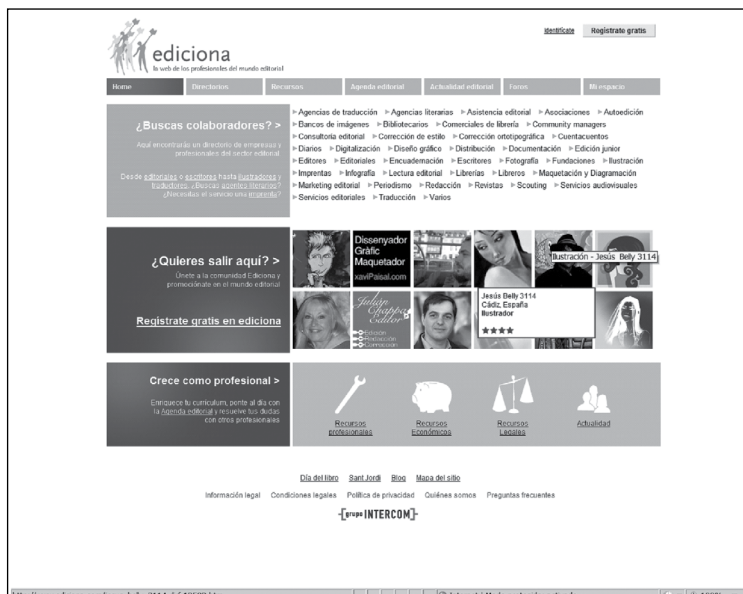 Identifícate Regístrate gratis
ediciona
la web de los profesionales del mundo editorial
Home Directorios Recursos Agenda editorial Actualidad editorial Foros Mi espacio
¿Buscas colaboradores? >
Aquí encontrarás un directorio de empresas y
profesionales del sector editorial.
Desde editoriales o escritores hasta ilustradores y
traductores. ¿Buscas agentes literarios?
¿Necesitas el servicio una imprenta?
Agencias de traducción Agencias literarias Asistencia editorial Asociaciones Autoedición
Bancos de imágenes Bibliotecarios Comerciales de librería Community managers
Consultoría editorial Corrección de estilo Corrección ortotipográfica Cuentacuentos
Diarios Digitalización Diseño gráfico Distribución Documentación Edición junior
Editores Editoriales Encuadernación Escritores Fotografía Fundaciones Ilustración
Imprentas Infografía Lectura editorial Librerías Libreros Maquetación y Diagramación
Marketing editorial Periodismo Redacción Revistas Scouting Servicios audiovisuales
Servicios editoriales Traducción Varios
¿Quieres salir aquí? >
Únete a la comunidad Ediciona y
promociónate en el mundo editorial
Regístrate gratis en ediciona
Dissenyador
Gràfic
Maquetador
xaviPaisal.com
Ilustración - Jesús Belly 3114
Julián
Chappa
Editor
Edición
Redacción
Corrección
Jesús Belly 3114
Cádiz, España
Ilustrador
★★★★
Crece como profesional >
Enriquece tu currículum, ponte al día con
la Agenda editorial y resuelve tus dudas
con otros profesionales
Recursos
profesionales
Recursos
Económicos
Recursos
Legales
Actualidad
Día del libro Sant Jordi Blog Mapa del sitio
Información legal Condiciones legales Política de privacidad Quiénes somos Preguntas frecuentes
grupo INTERCOM